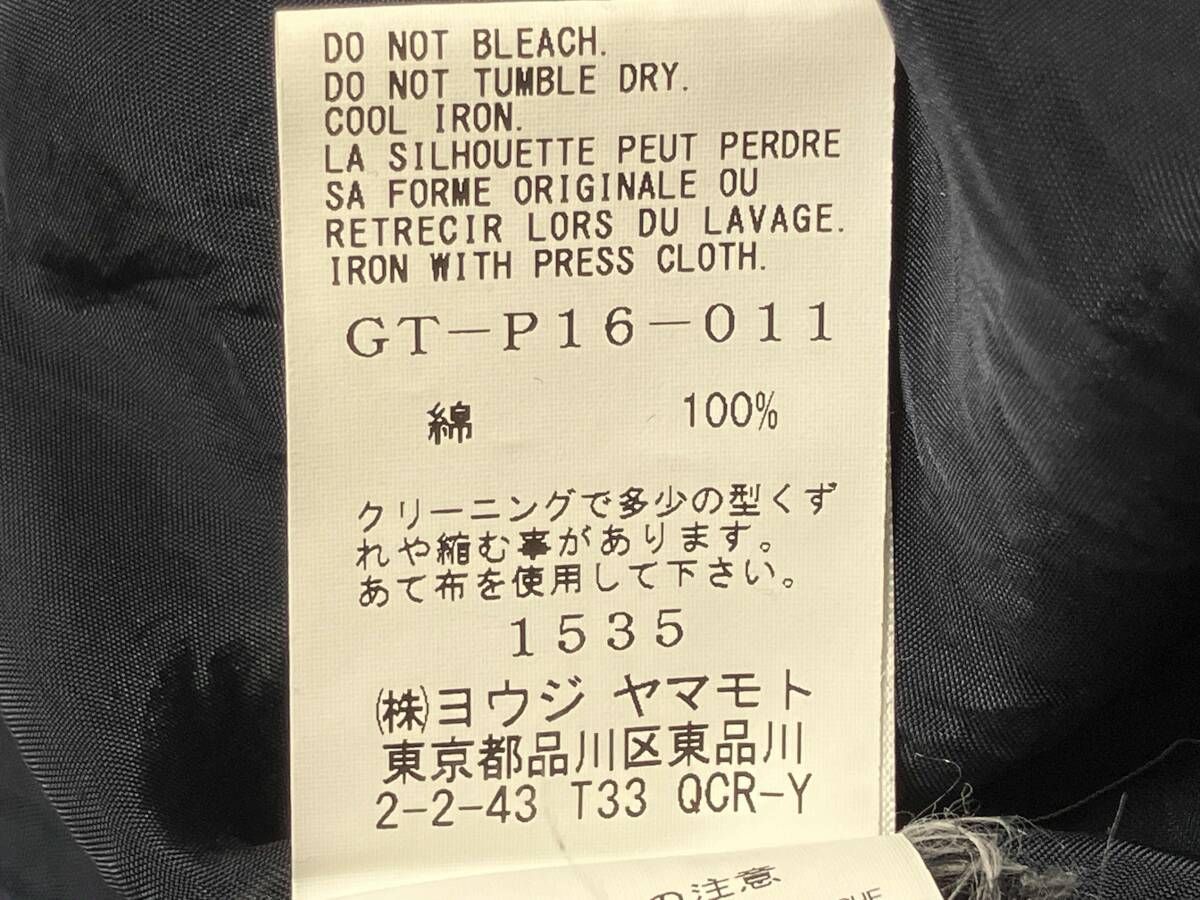 DO NOT BLEACH.
DO NOT TUMBLE DRY.
COOL IRON.
LA SILHOUETTE PEUT PERDRE
SA FORME ORIGINALE OU
RETRECIR LORS DU LAVAGE.
IRON WITH PRESS CLOTH.
GT-P16-011
綿 100%
クリーニングで多少の型くず
れや縮む事があります。
あて布を使用して下さい。
1535
㈱ヨウジ ヤマモト
東京都品川区東品川
2-2-43 T33 QCR-Y
の注意